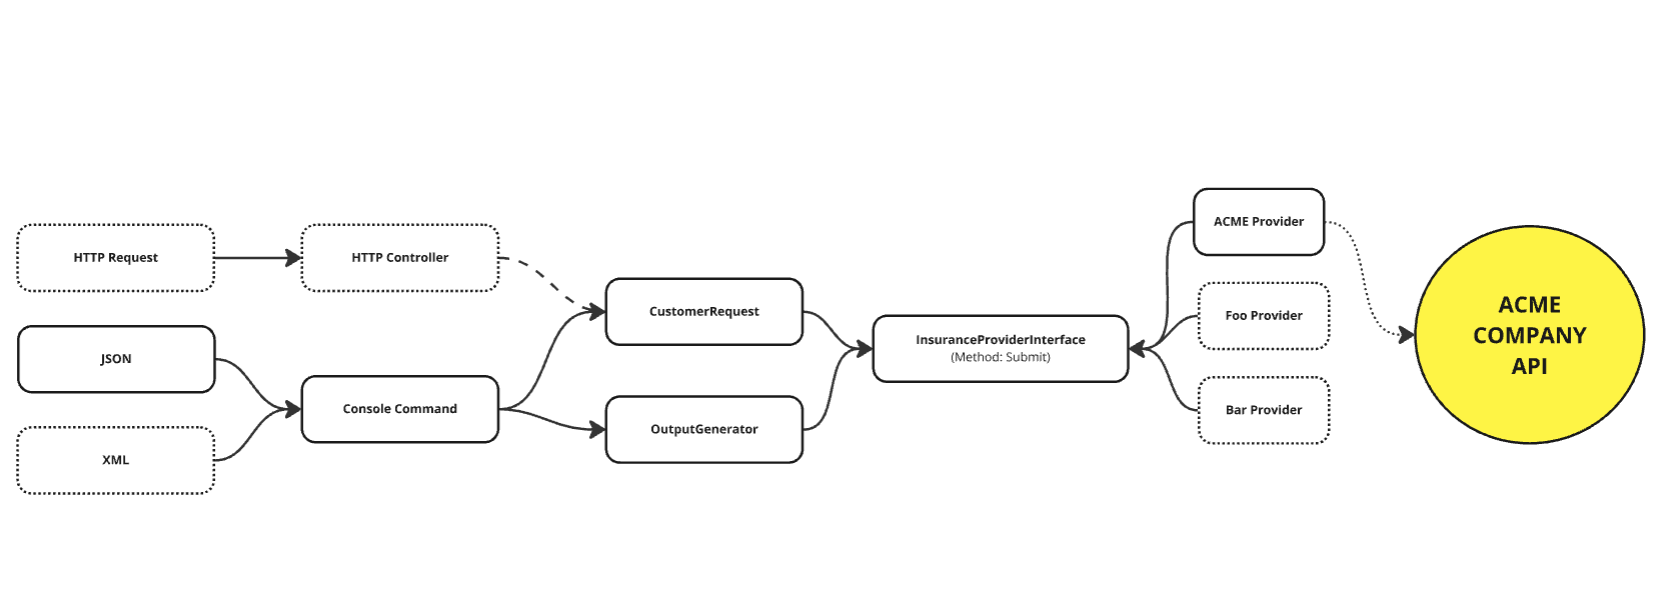 HTTP Request
HTTP Controller
JSON
XML
Console Command
CustomerRequest
OutputGenerator
InsuranceProviderInterface
(Method: Submit)
ACME Provider
Foo Provider
Bar Provider
ACME
COMPANY
API